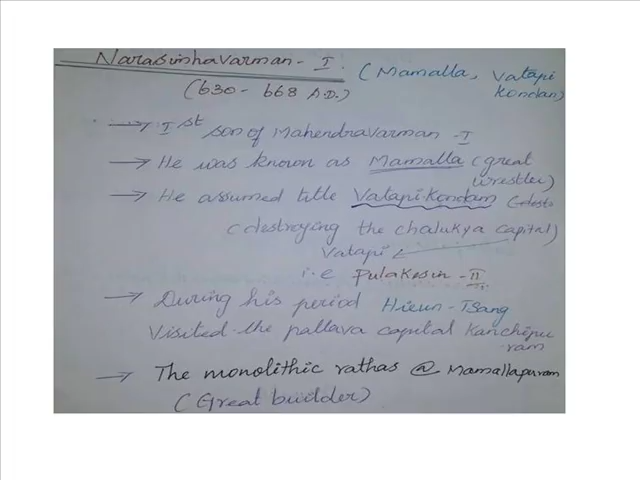 Narasimhavarman - I (Mamalla, Vatapi
Kondan)
(630 - 668 A.D.)
→ Ist son of Mahendravarman - I
→ He was known as Mamalla (great
wrestler)
→ He assumed title Vatapi Kondan (desto
(destroying the chalukya capital)
Vatapi
i.e Pulakesin - II
→ During his period Hieun - Tsang
Visited the pallava capital Kanchipu
ram
→ The monolithic rathas @ Mamallapuram
(Great builder)